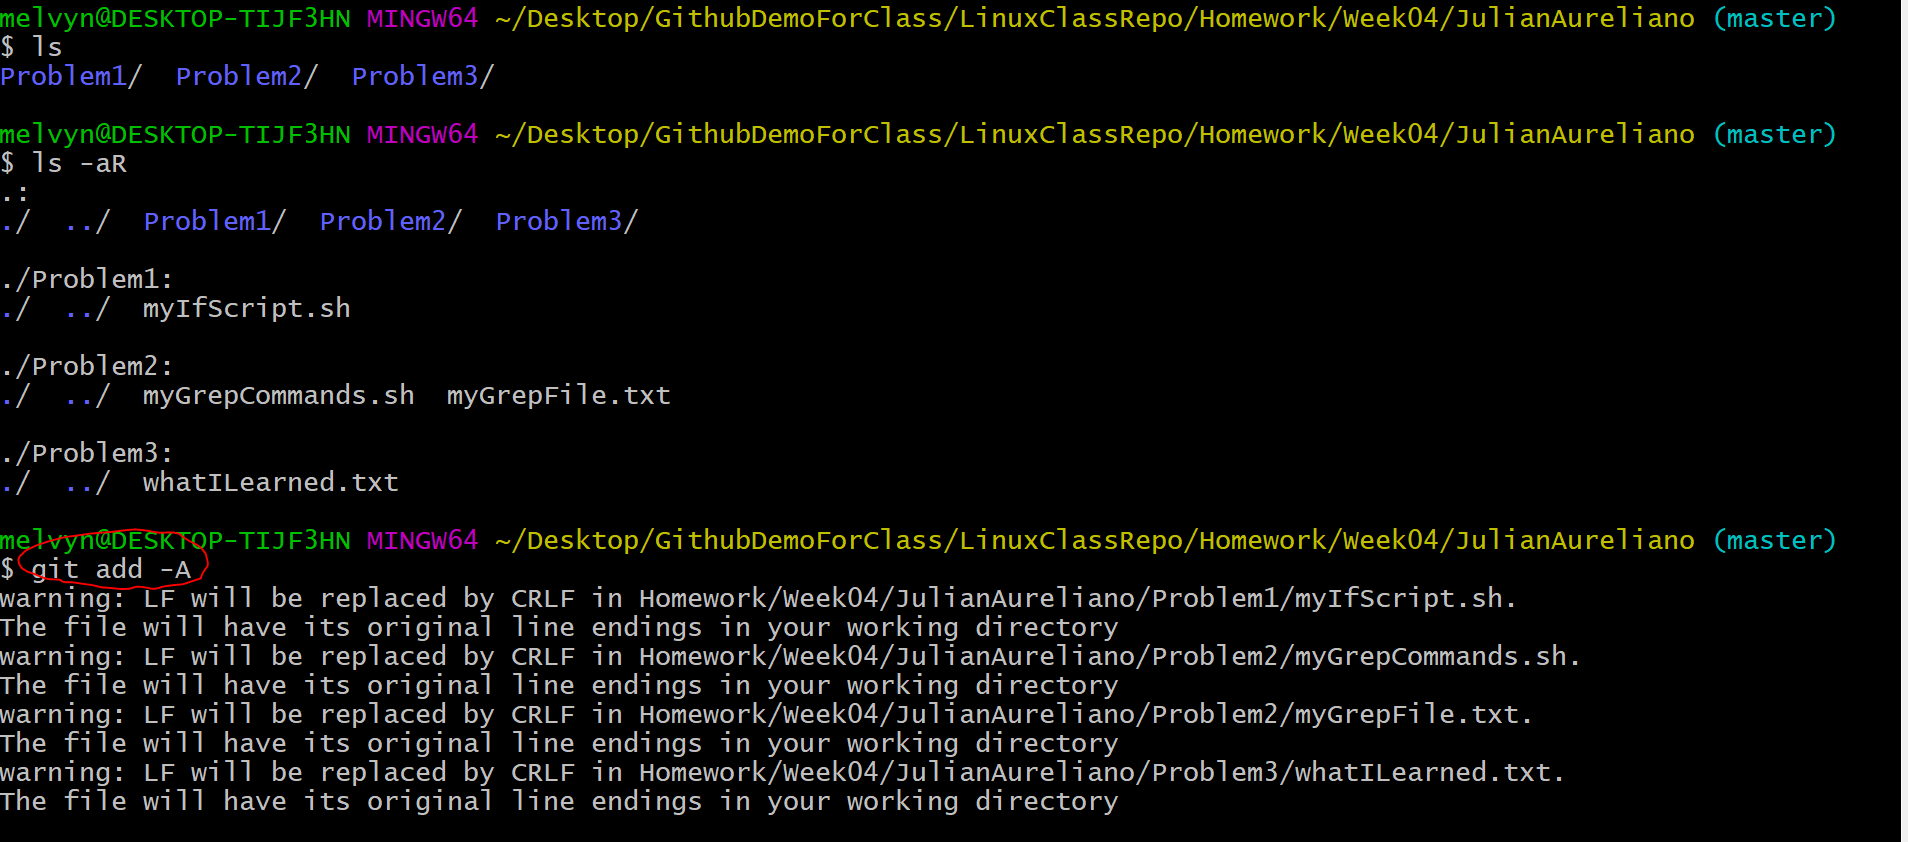 melvyn@DESKTOP-TIJF3HN MINGW64 ~/Desktop/GithubDemoForClass/LinuxClassRepo/Homework/Week04/JulianAureliano (master)
$ ls
Problem1/  Problem2/  Problem3/
melvyn@DESKTOP-TIJF3HN MINGW64 ~/Desktop/GithubDemoForClass/LinuxClassRepo/Homework/Week04/JulianAureliano (master)
$ ls -aR
.:
./  ../  Problem1/  Problem2/  Problem3/
./Problem1:
./  ../  myIfScript.sh
./Problem2:
./  ../  myGrepCommands.sh  myGrepFile.txt
./Problem3:
./  ../  whatILearned.txt
melvyn@DESKTOP-TIJF3HN MINGW64 ~/Desktop/GithubDemoForClass/LinuxClassRepo/Homework/Week04/JulianAureliano (master)
$ git add -A
warning: LF will be replaced by CRLF in Homework/Week04/JulianAureliano/Problem1/myIfScript.sh.
The file will have its original line endings in your working directory
warning: LF will be replaced by CRLF in Homework/Week04/JulianAureliano/Problem2/myGrepCommands.sh.
The file will have its original line endings in your working directory
warning: LF will be replaced by CRLF in Homework/Week04/JulianAureliano/Problem2/myGrepFile.txt.
The file will have its original line endings in your working directory
warning: LF will be replaced by CRLF in Homework/Week04/JulianAureliano/Problem3/whatILearned.txt.
The file will have its original line endings in your working directory